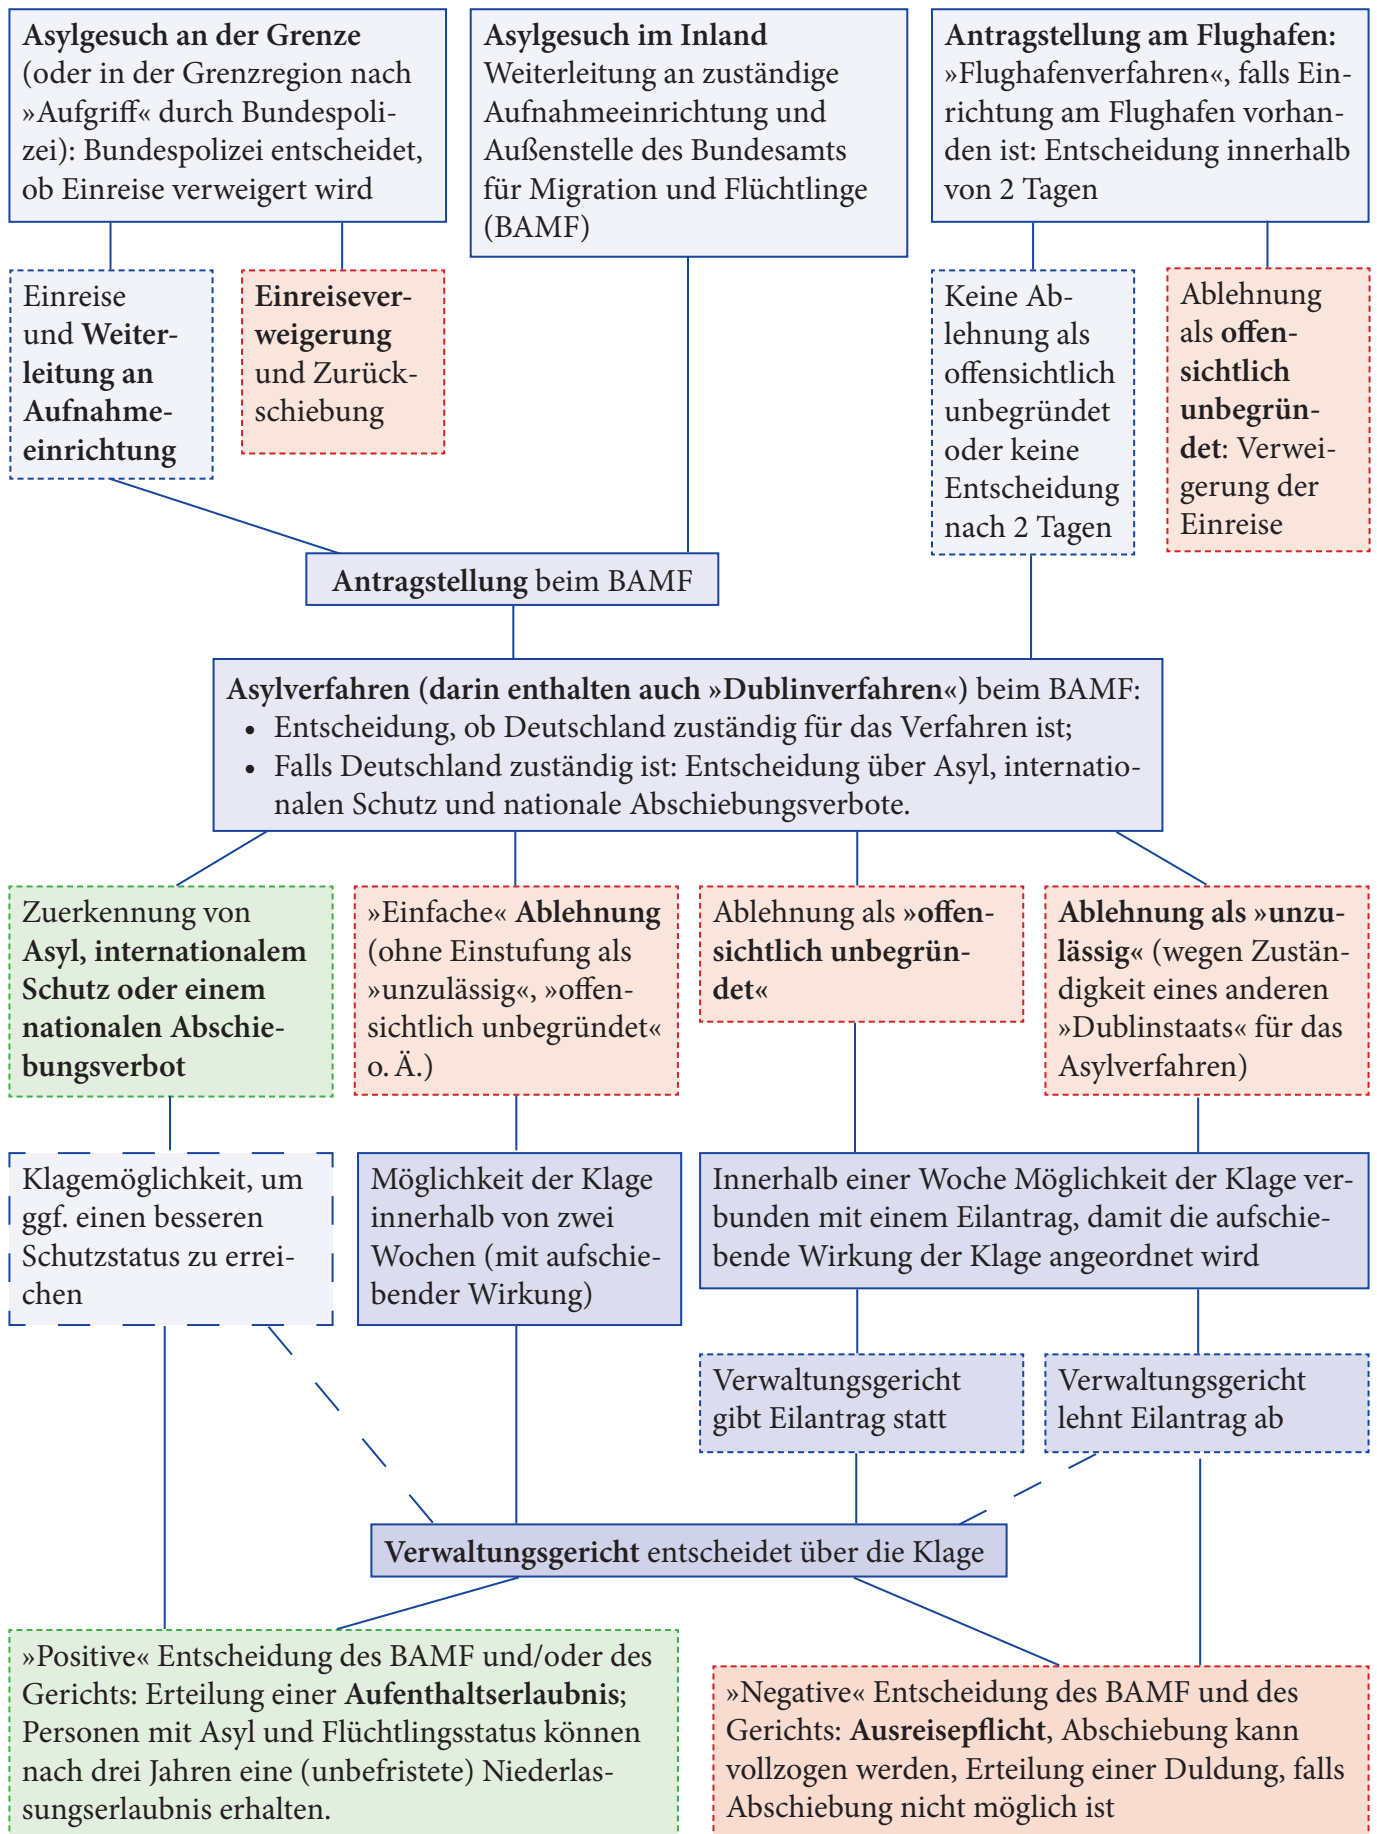 Asylgesuch an der Grenze
(oder in der Grenzregion nach
»Aufgriff« durch Bundespoli-
zei): Bundespolizei entscheidet,
ob Einreise verweigert wird
Asylgesuch im Inland
Weiterleitung an zuständige
Aufnahmeeinrichtung und
Außenstelle des Bundesamts
für Migration und Flüchtlinge
(BAMF)
Antragstellung am Flughafen:
»Flughafenverfahren«, falls Ein-
richtung am Flughafen vorhan-
den ist: Entscheidung innerhalb
von 2 Tagen
Einreise
und Weiter-
leitung an
Aufnahme-
einrichtung
Einreisever-
weigerung
und Zurück-
schiebung
Keine Ab-
lehnung als
offensichtlich
unbegründet
oder keine
Entscheidung
nach 2 Tagen
Ablehnung
als offen-
sichtlich
unbegrün-
det: Verwei-
gerung der
Einreise
Antragstellung beim BAMF
Asylverfahren (darin enthalten auch »Dublinverfahren«) beim BAMF:
• Entscheidung, ob Deutschland zuständig für das Verfahren ist;
• Falls Deutschland zuständig ist: Entscheidung über Asyl, internatio-
nalen Schutz und nationale Abschiebungsverbote.
Zuerkennung von
Asyl, internationalem
Schutz oder einem
nationalen Abschie-
bungsverbot
»Einfache« Ablehnung
(ohne Einstufung als
»unzulässig«, »offen-
sichtlich unbegründet«
o. Ä.)
Ablehnung als »offen-
sichtlich unbegrün-
det«
Ablehnung als »unzu-
lässig« (wegen Zustän-
digkeit eines anderen
»Dublinstaats« für das
Asylverfahren)
Klagemöglichkeit, um
ggf. einen besseren
Schutzstatus zu errei-
chen
Möglichkeit der Klage
innerhalb von zwei
Wochen (mit aufschie-
bender Wirkung)
Innerhalb einer Woche Möglichkeit der Klage ver-
bunden mit einem Eilantrag, damit die aufschie-
bende Wirkung der Klage angeordnet wird
Verwaltungsgericht
gibt Eilantrag statt
Verwaltungsgericht
lehnt Eilantrag ab
Verwaltungsgericht entscheidet über die Klage
»Positive« Entscheidung des BAMF und/oder des
Gerichts: Erteilung einer Aufenthaltserlaubnis;
Personen mit Asyl und Flüchtlingsstatus können
nach drei Jahren eine (unbefristete) Niederlas-
sungserlaubnis erhalten.
»Negative« Entscheidung des BAMF und des
Gerichts: Ausreisepflicht, Abschiebung kann
vollzogen werden, Erteilung einer Duldung, falls
Abschiebung nicht möglich ist